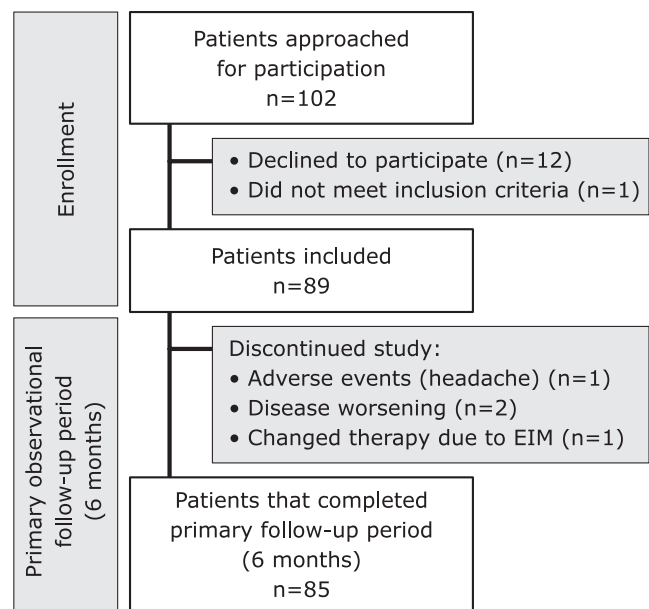 Enrollment
Patients approached
for participation
n=102
• Declined to participate (n=12)
• Did not meet inclusion criteria (n=1)
Patients included
n=89
Primary observational
follow-up period
(6 months)
Discontinued study:
• Adverse events (headache) (n=1)
• Disease worsening (n=2)
• Changed therapy due to EIM (n=1)
Patients that completed
primary follow-up period
(6 months)
n=85